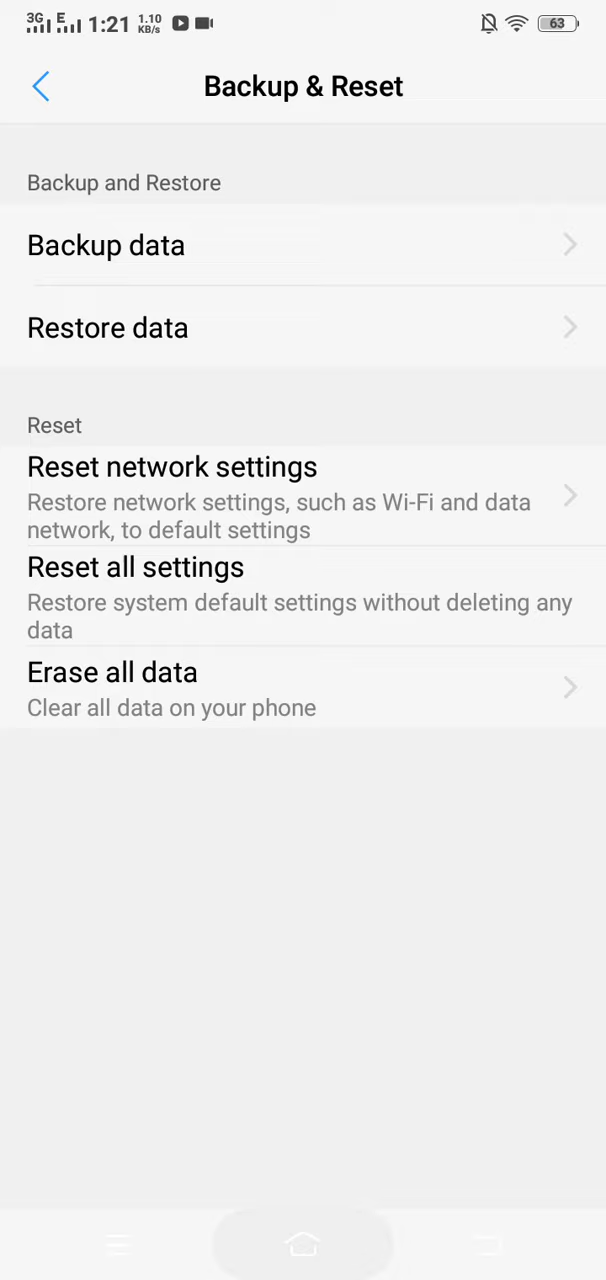 3G E 1:21 1.10 KB/s 63
Backup & Reset
Backup and Restore
Backup data
Restore data
Reset
Reset network settings
Restore network settings, such as Wi-Fi and data
network, to default settings
Reset all settings
Restore system default settings without deleting any
data
Erase all data
Clear all data on your phone